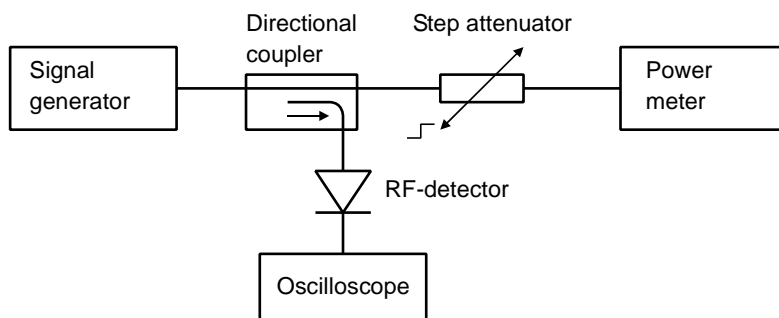 Directional
coupler
Step attenuator
Signal
generator
Power
meter
RF-detector
Oscilloscope